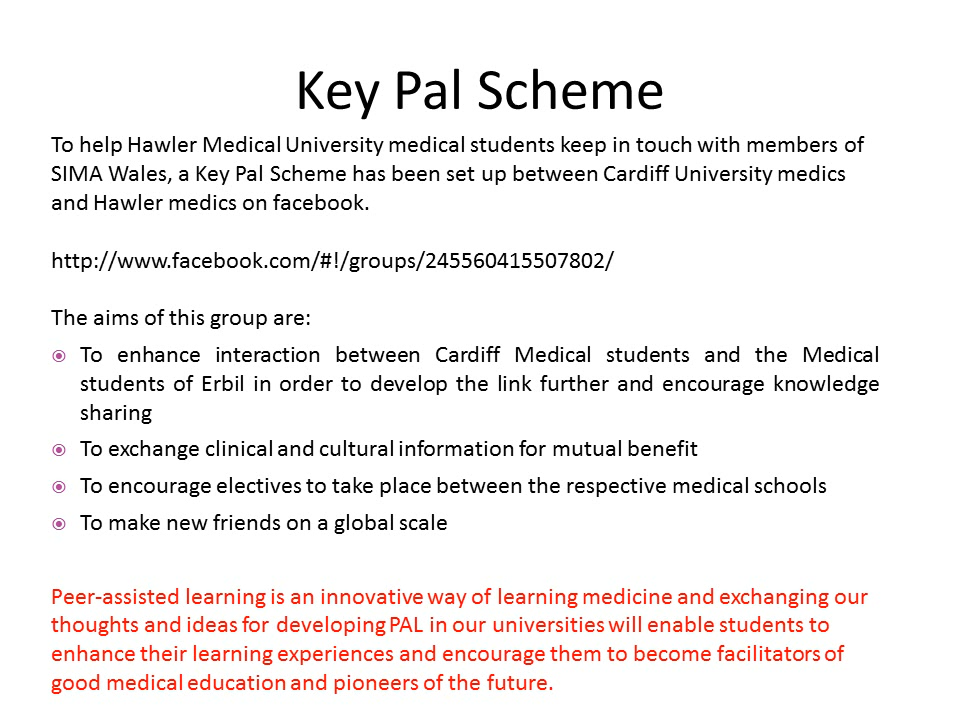 Key Pal Scheme
To help Hawler Medical University medical students keep in touch with members of
SIMA Wales, a Key Pal Scheme has been set up between Cardiff University medics
and Hawler medics on facebook.
http://www.facebook.com/#!/groups/245560415507802/
The aims of this group are:
To enhance interaction between Cardiff Medical students and the Medical
students of Erbil in order to develop the link further and encourage knowledge
sharing
To exchange clinical and cultural information for mutual benefit
To encourage electives to take place between the respective medical schools
To make new friends on a global scale
Peer-assisted learning is an innovative way of learning medicine and exchanging our
thoughts and ideas for developing PAL in our universities will enable students to
enhance their learning experiences and encourage them to become facilitators of
good medical education and pioneers of the future.